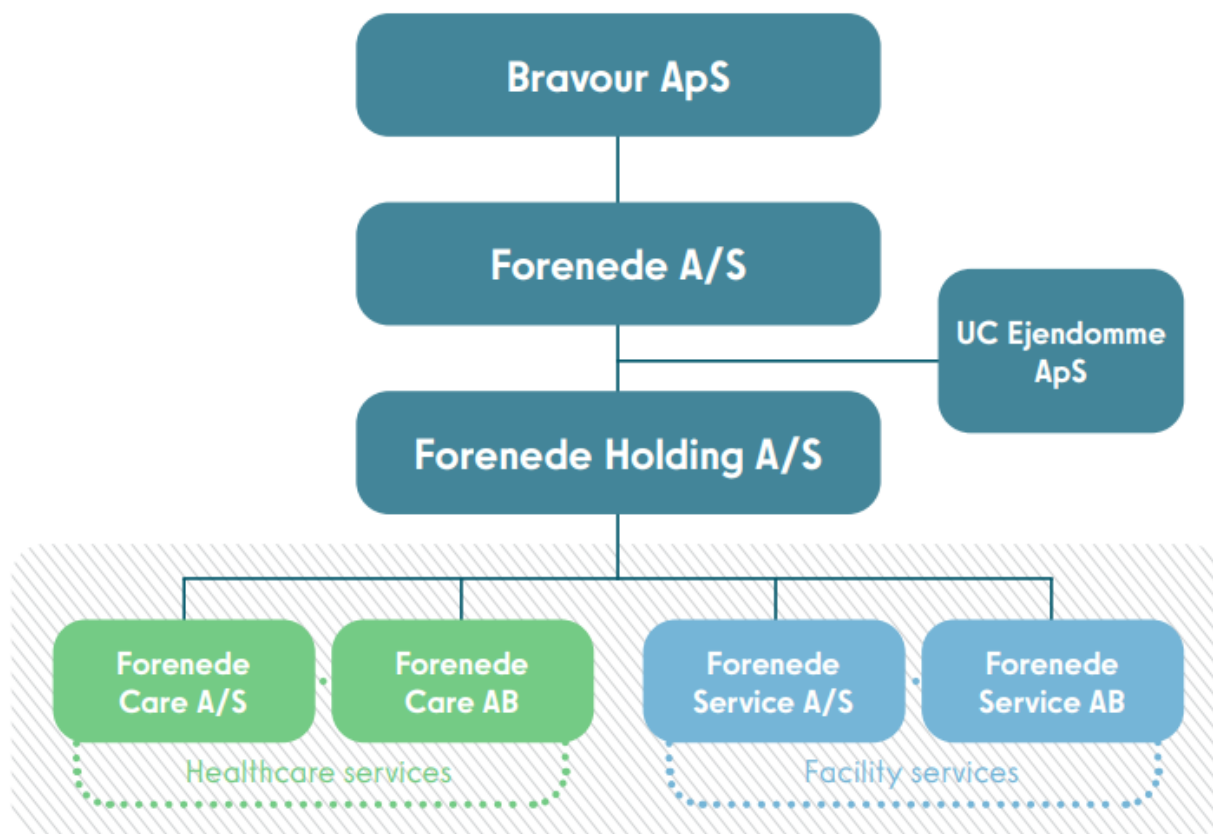 Bravour ApS
Forenede A/S
UC Ejendomme
ApS
Forenede Holding A/S
Forenede
Care A/S
Forenede
Care AB
Forenede
Service A/S
Forenede
Service AB
Healthcare services
Facility services